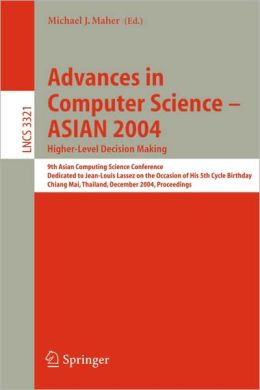 Michael J. Maher (Ed.)
LNCS 3321
Advances in
Computer Science –
ASIAN 2004
Higher-Level Decision Making
9th Asian Computing Science Conference
Dedicated to Jean-Louis Lassez on the Occasion of His 5th Cycle Birthday
Chiang Mai, Thailand, December 2004, Proceedings
Springer